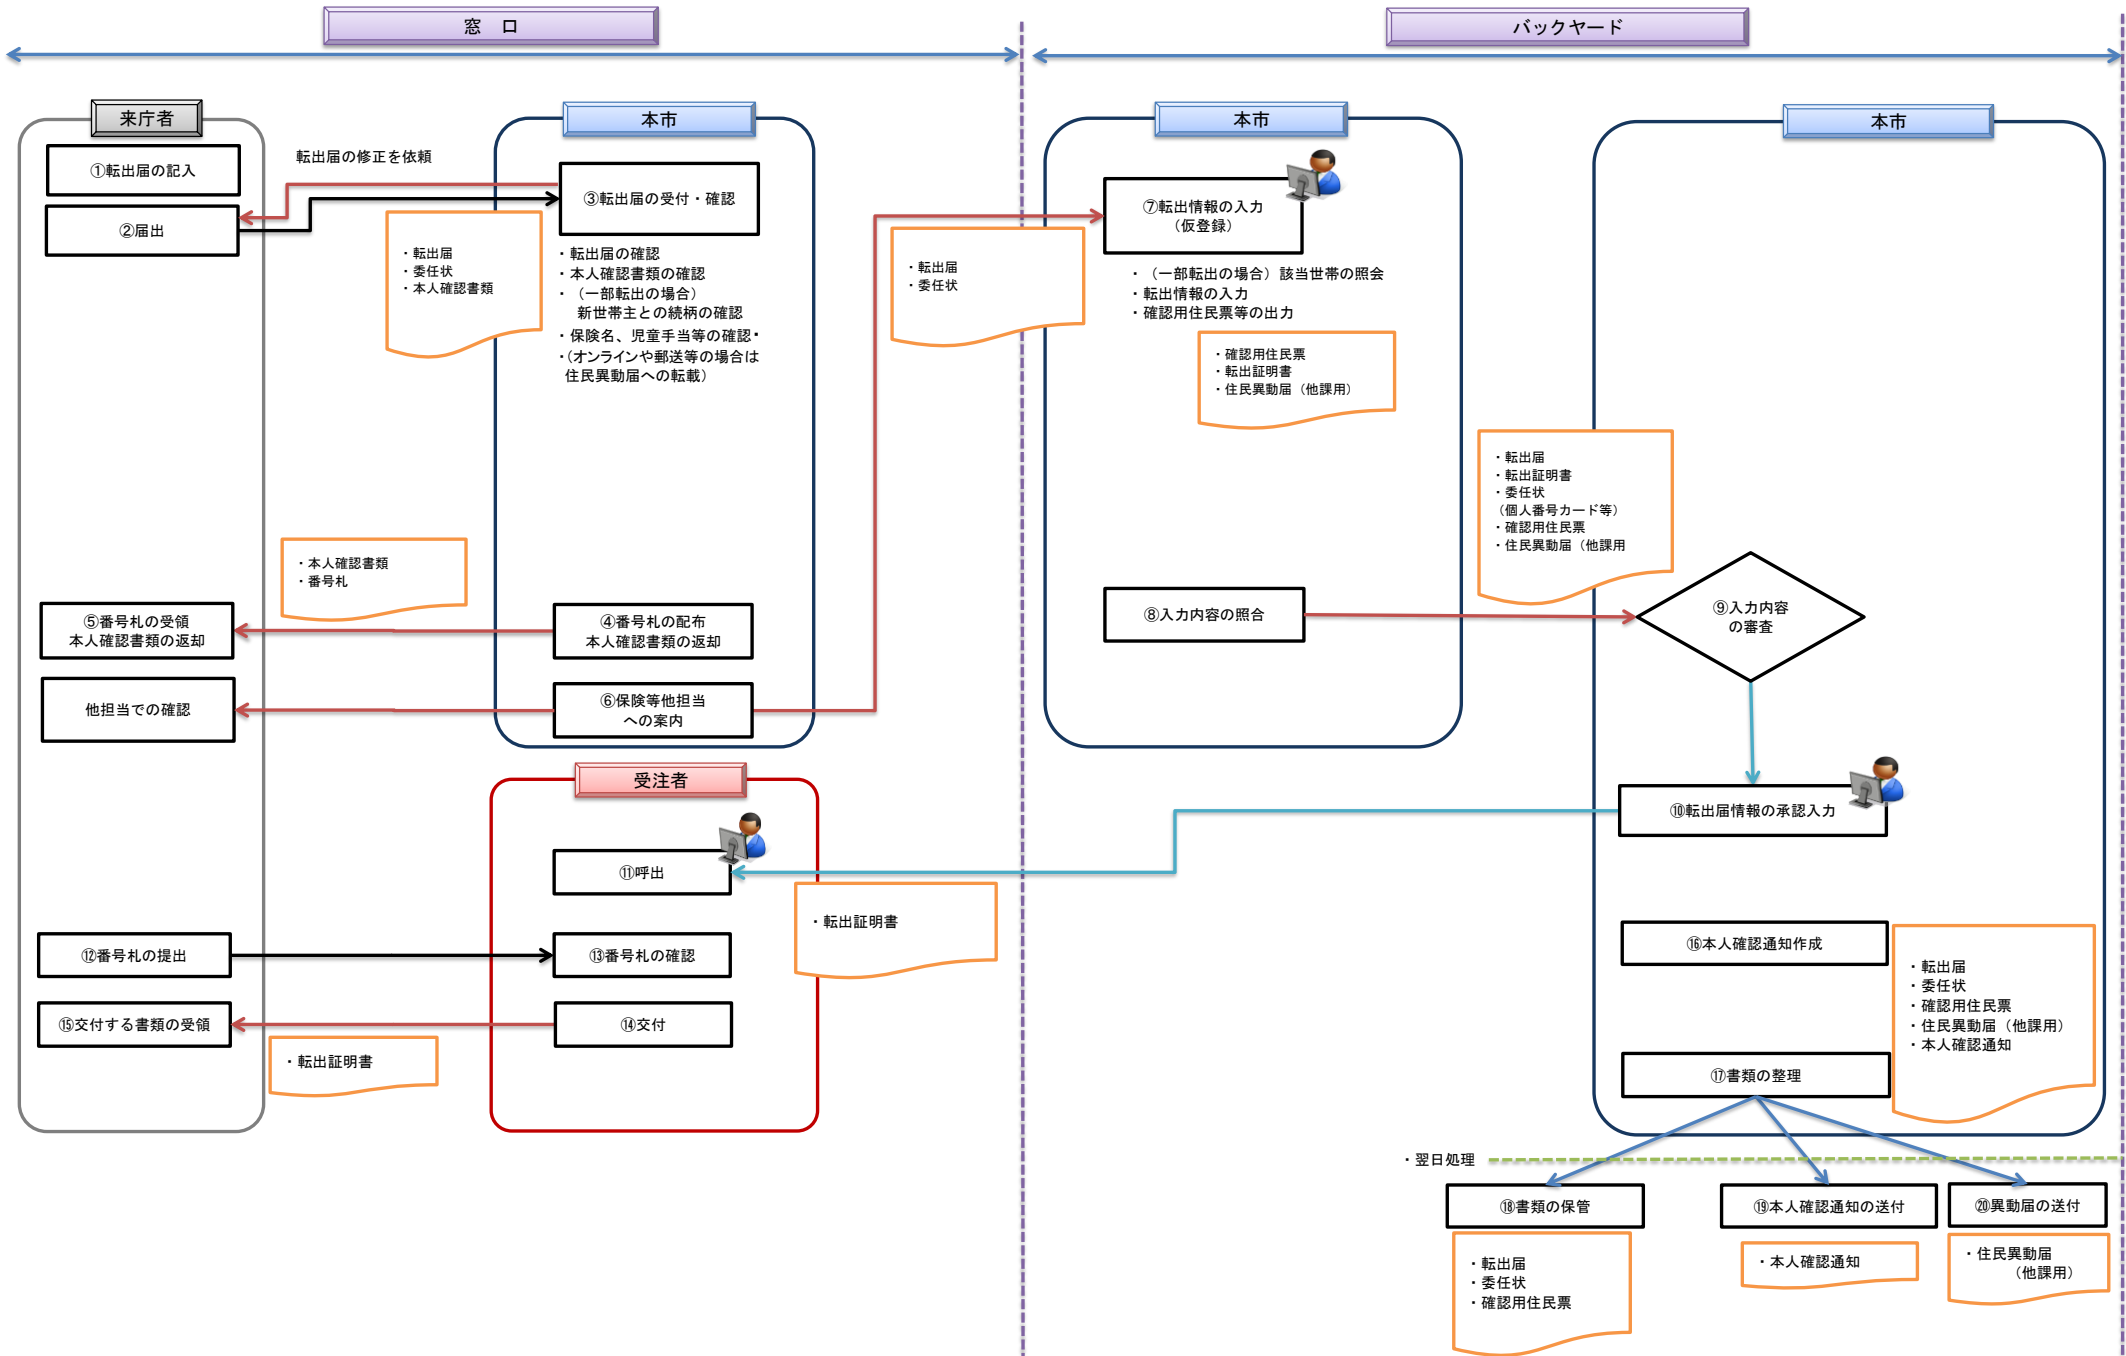 窓　口
バックヤード
来庁者
本市
本市
本市
①転出届の記入
転出届の修正を依頼
②届出
③転出届の受付・確認
・転出届
・委任状
・本人確認書類
・転出届の確認
・本人確認書類の確認
・（一部転出の場合）
新世帯主との続柄の確認
・保険名、児童手当等の確認・
・(オンラインや郵送等の場合は
住民異動届への転載)
・転出届
・委任状
⑦転出情報の入力
（仮登録）
・（一部転出の場合）該当世帯の照会
・転出情報の入力
・確認用住民票等の出力
・確認用住民票
・転出証明書
・住民異動届（他課用）
・転出届
・転出証明書
・委任状
（個人番号カード等）
・確認用住民票
・住民異動届（他課用
・本人確認書類
・番号札
⑤番号札の受領
本人確認書類の返却
④番号札の配布
本人確認書類の返却
⑧入力内容の照合
⑨入力内容
の審査
他担当での確認
⑥保険等他担当
への案内
受注者
⑩転出届情報の承認入力
⑪呼出
・転出証明書
⑫番号札の提出
⑬番号札の確認
⑯本人確認通知作成
・転出届
・委任状
・確認用住民票
・住民異動届（他課用）
・本人確認通知
⑮交付する書類の受領
⑭交付
・転出証明書
⑰書類の整理
・翌日処理
⑱書類の保管
⑲本人確認通知の送付
⑳異動届の送付
・転出届
・委任状
・確認用住民票
・本人確認通知
・住民異動届
（他課用）